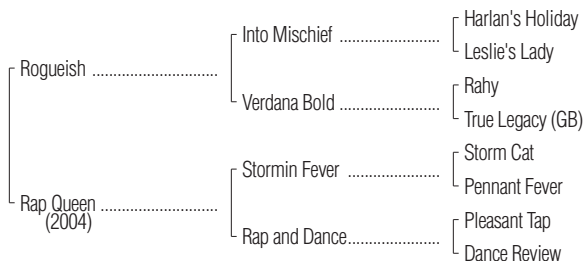 Harlan's Holiday
Into Mischief ..................
Leslie's Lady
Rogueish ..............................
Rahy
Verdana Bold ..................
True Legacy (GB)
Storm Cat
Stormin Fever ..................
Pennant Fever
Rap Queen ............................
(2004)
Pleasant Tap
Rap and Dance......................
Dance Review